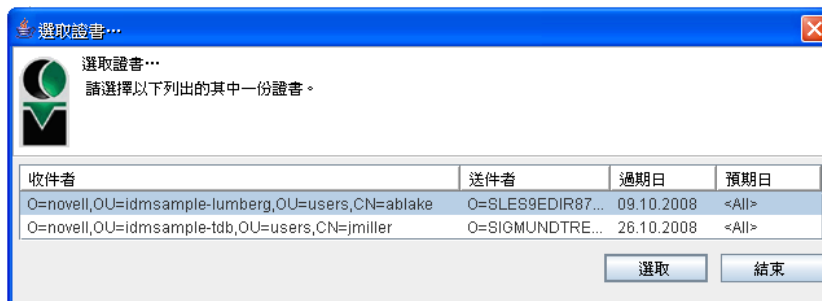 選取證書…
選取證書…
請選擇以下列出的其中一份證書。
收件者 送件者 過期日 預期日
O=novell,OU=idmsample-lumberg,OU=users,CN=ablake O=SLES9EDIR87... 09.10.2008 <All>
O=novell,OU=idmsample-tdb,OU=users,CN=jmiller O=SIGMUNDTRE... 26.10.2008 <All>
選取 結束